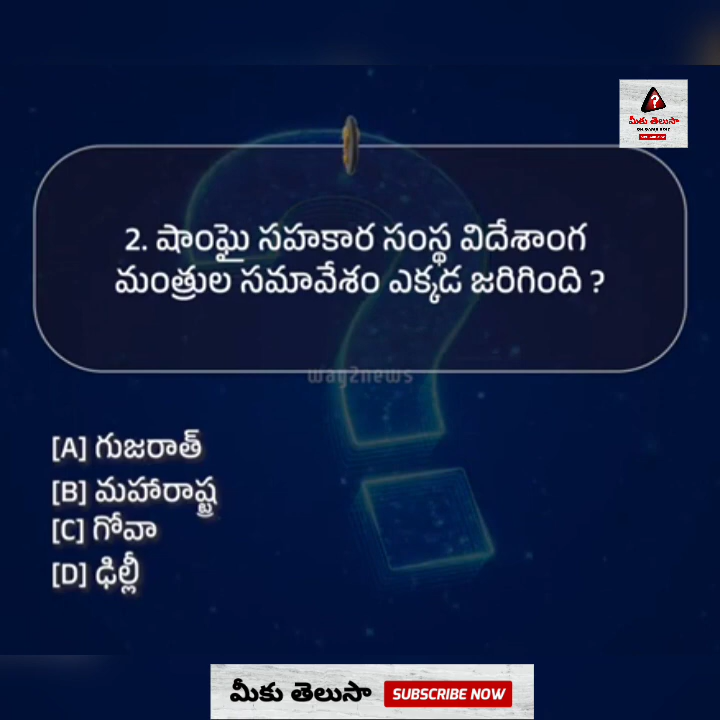 మీకు తెలుసా
2. షాంఘై సహకార సంస్థ విదేశాంగ
మంత్రుల సమావేశం ఎక్కడ జరిగింది ?
way2news
[A] గుజరాత్
[B] మహారాష్ట్ర
[C] గోవా
[D] ఢిల్లీ
మీకు తెలుసా SUBSCRIBE NOW